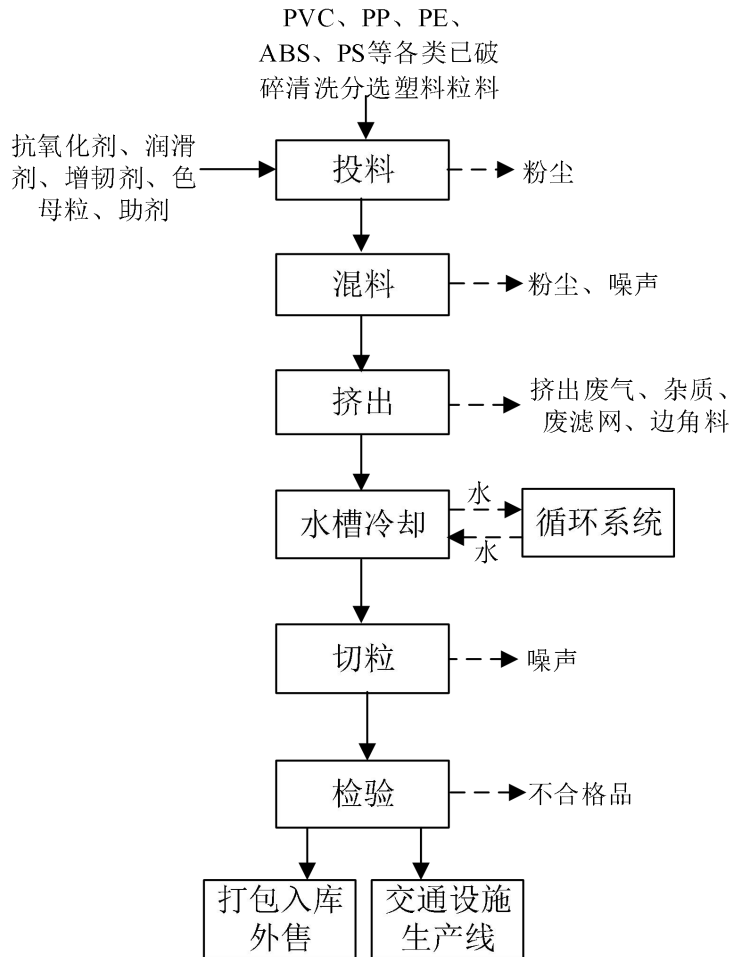 PVC、PP、PE、
ABS、PS等各类已破
碎清洗分选塑料粒料
抗氧化剂、润滑
剂、增韧剂、色
母粒、助剂
投料
粉尘
混料
粉尘、噪声
挤出
挤出废气、杂质、
废滤网、边角料
水槽冷却
水
水
循环系统
切粒
噪声
检验
不合格品
打包入库
外售
交通设施
生产线